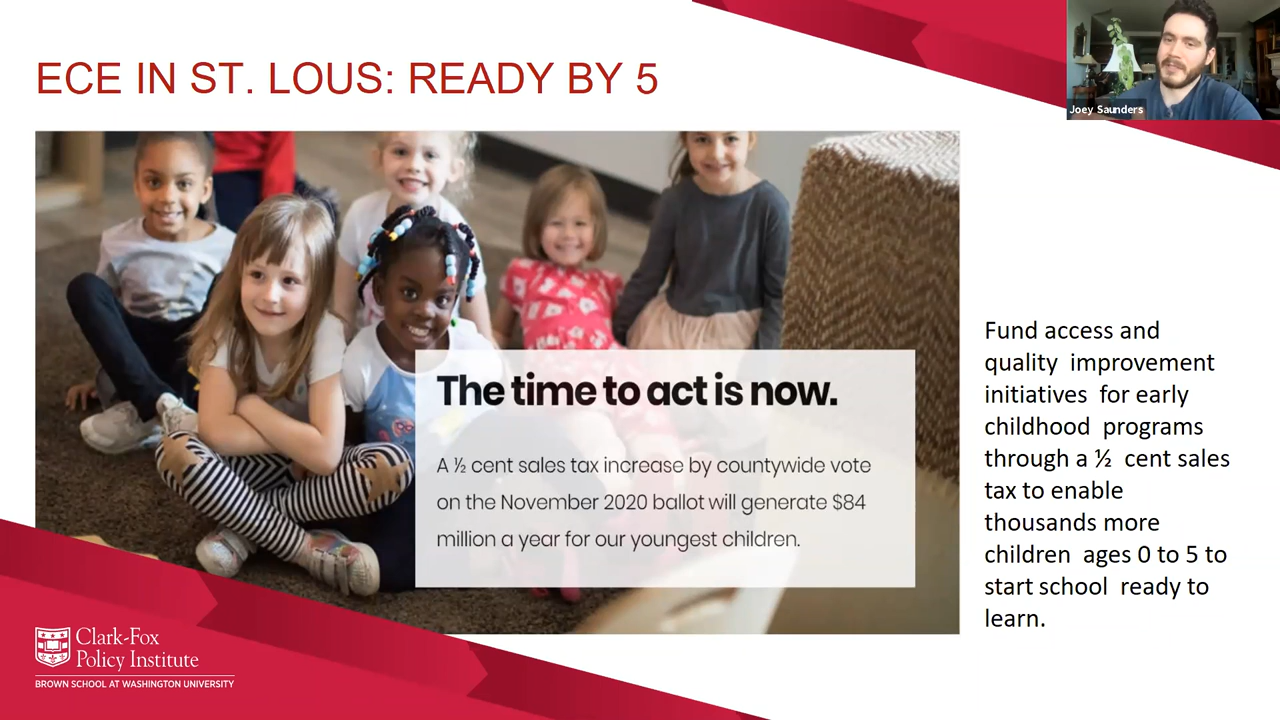 ECE IN ST. LOUS: READY BY 5
Joey Saunders
The time to act is now.
A ½ cent sales tax increase by countywide vote
on the November 2020 ballot will generate $84
million a year for our youngest children.
Fund access and
quality improvement
initiatives for early
childhood programs
through a ½ cent sales
tax to enable
thousands more
children ages 0 to 5 to
start school ready to
learn.
Clark-Fox
Policy Institute
BROWN SCHOOL AT WASHINGTON UNIVERSITY